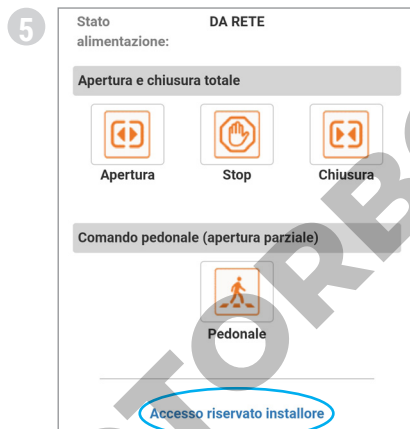 5
Stato DA RETE
alimentazione:
Apertura e chiusura totale
Apertura Stop Chiusura
Comando pedonale (apertura parziale)
Pedonale
Accesso riservato installore